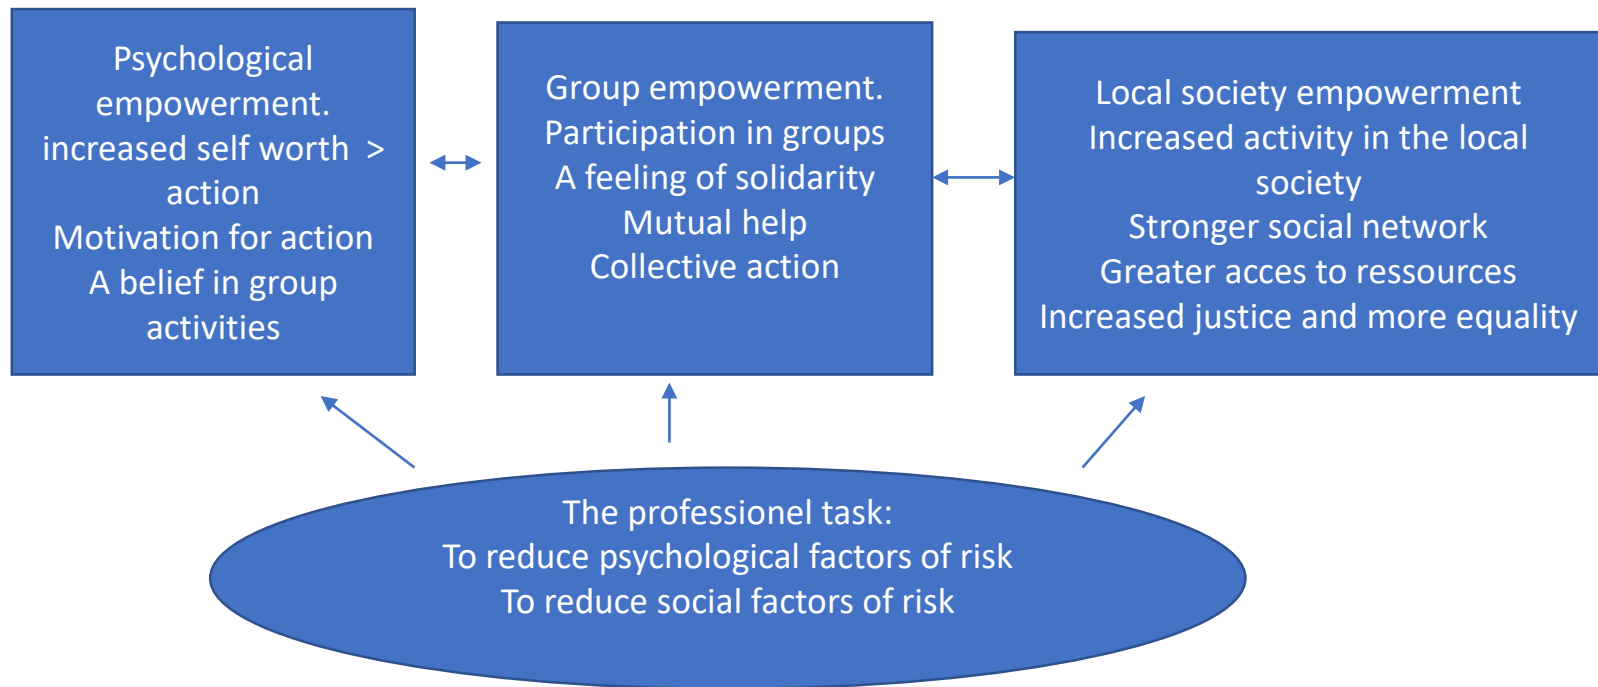 Psychological
empowerment.
increased self worth  >
action
Motivation for action
A belief in group
activities
Group empowerment.
Participation in groups
A feeling of solidarity
Mutual help
Collective action
Local society empowerment
Increased activity in the local
society
Stronger social network
Greater acces to ressources
Increased justice and more equality
The professionel task:
To reduce psychological factors of risk
To reduce social factors of risk